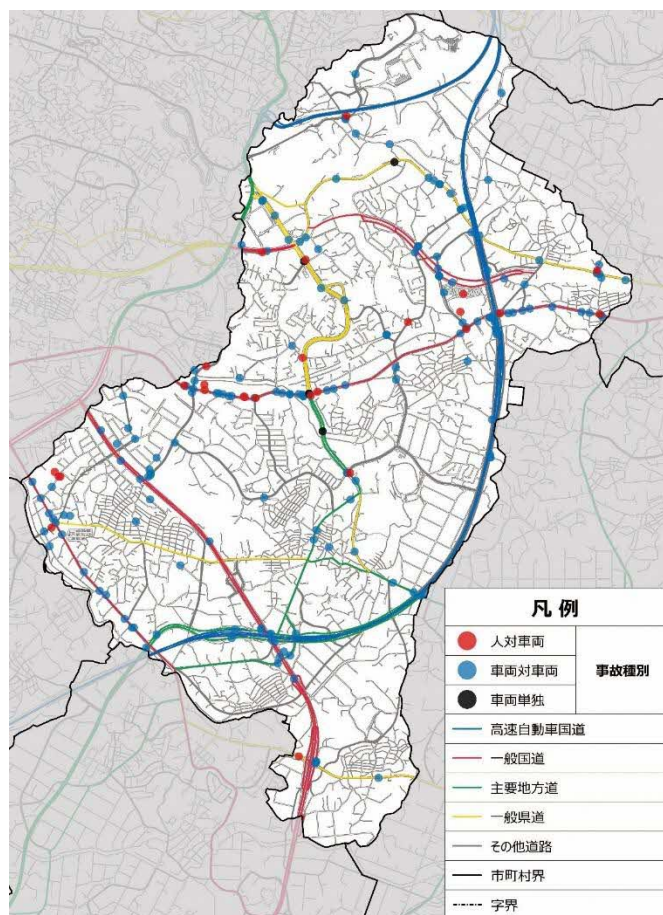 凡例
人対車両
車両対車両
車両単独
事故種別
高速自動車国道
一般国道
主要地方道
一般県道
その他道路
市町村界
字界